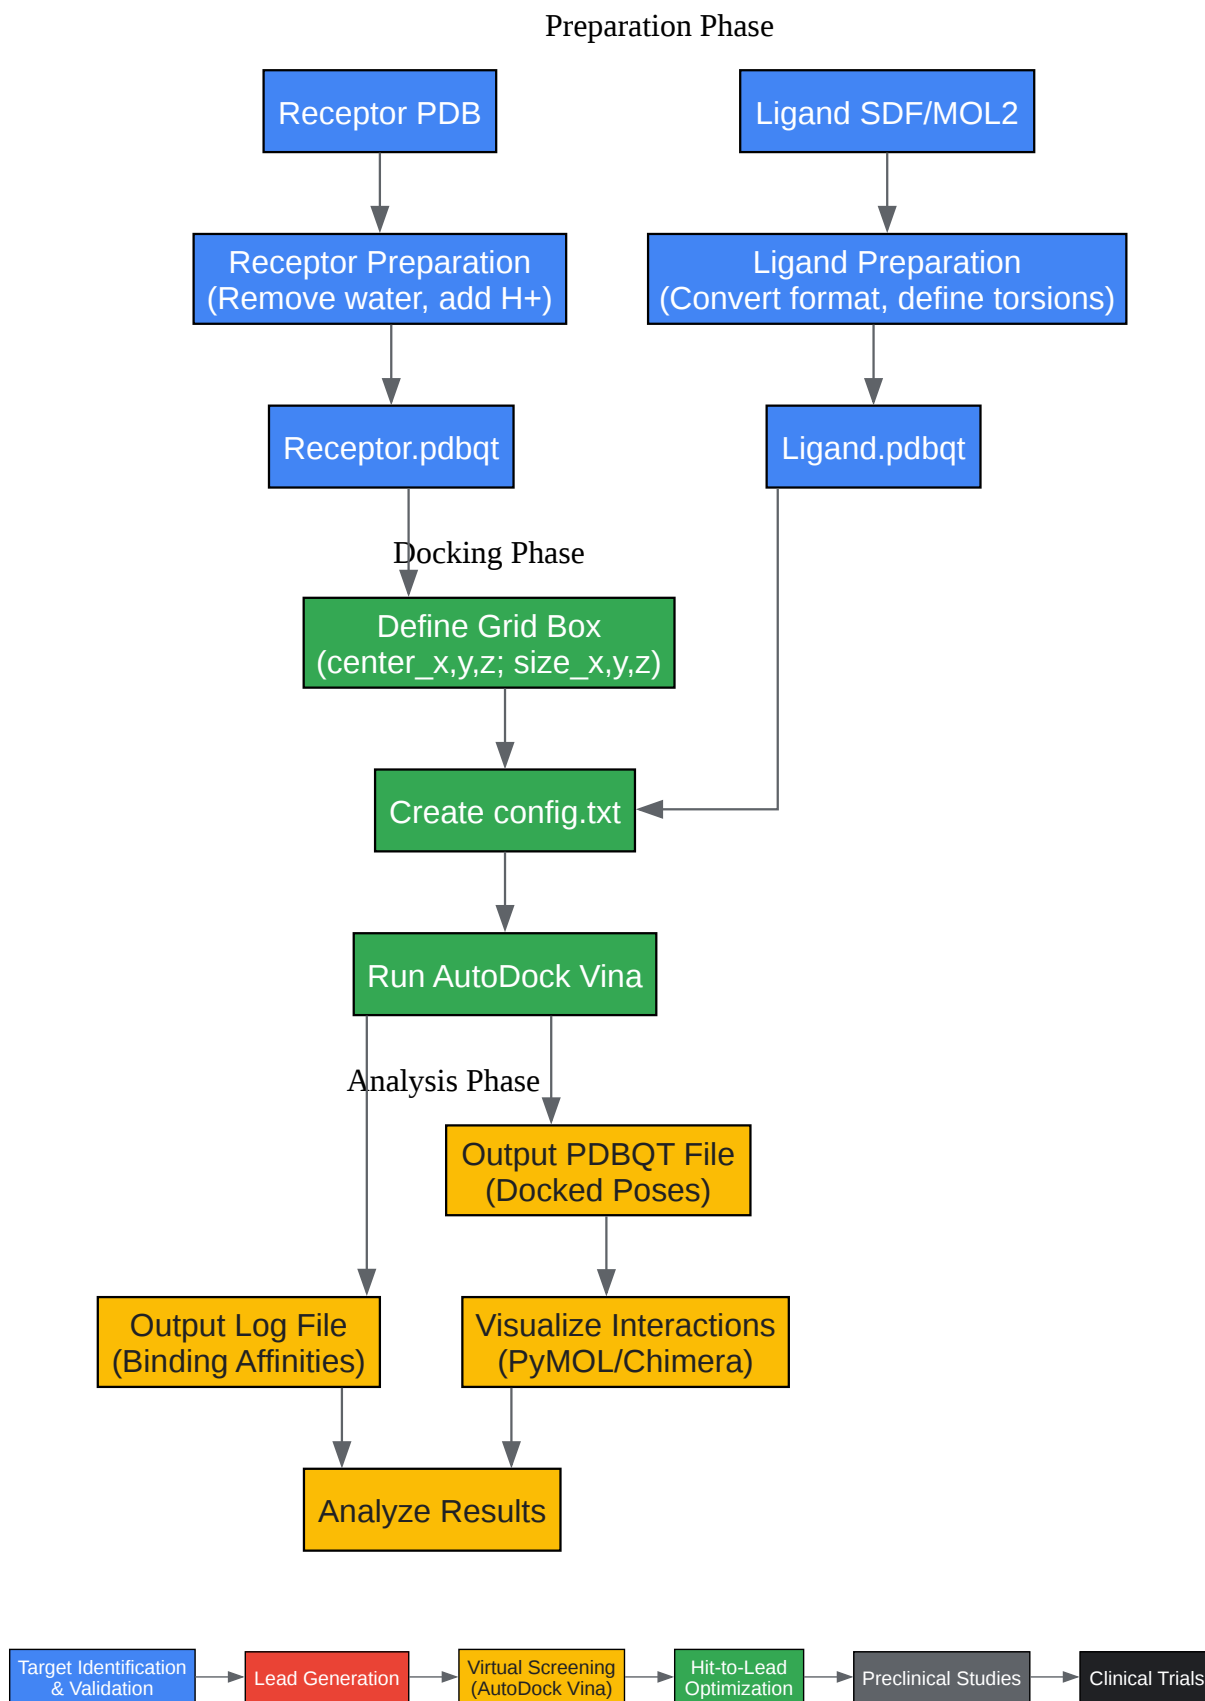 Preparation Phase
Receptor PDB
Ligand SDF/MOL2
Receptor Preparation
(Remove water, add H+)
Ligand Preparation
(Convert format, define torsions)
Receptor.pdbqt
Ligand.pdbqt
Docking Phase
Define Grid Box
(center_x,y,z; size_x,y,z)
Create config.txt
Run AutoDock Vina
Analysis Phase
Output PDBQT File
(Docked Poses)
Output Log File
(Binding Affinities)
Visualize Interactions
(PyMOL/Chimera)
Analyze Results
Target Identification
& Validation
Lead Generation
Virtual Screening
(AutoDock Vina)
Hit-to-Lead
Optimization
Preclinical Studies
Clinical Trials